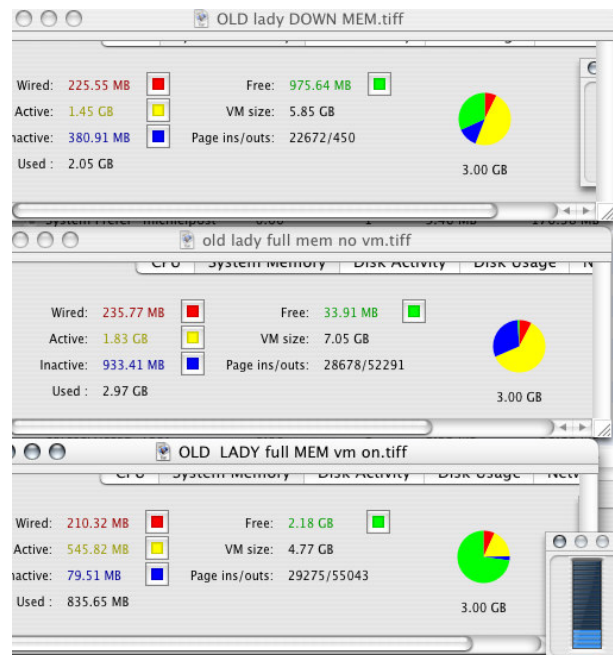 OLD lady DOWN MEM.tiff
Wired: 225.55 MB Free: 975.64 MB
Active: 1.45 GB VM size: 5.85 GB
nactive: 380.91 MB Page ins/outs: 22672/450
Used : 2.05 GB 3.00 GB
old lady full mem no vm.tiff
CPU System Memory Disk Activity Disk Usage N
Wired: 235.77 MB Free: 33.91 MB
Active: 1.83 GB VM size: 7.05 GB
Inactive: 933.41 MB Page ins/outs: 28678/52291
Used : 2.97 GB 3.00 GB
OLD LADY full MEM vm on.tiff
CPU System Memory Disk Activity Disk Usage Netw
Wired: 210.32 MB Free: 2.18 GB
Active: 545.82 MB VM size: 4.77 GB
nactive: 79.51 MB Page ins/outs: 29275/55043
Used : 835.65 MB 3.00 GB